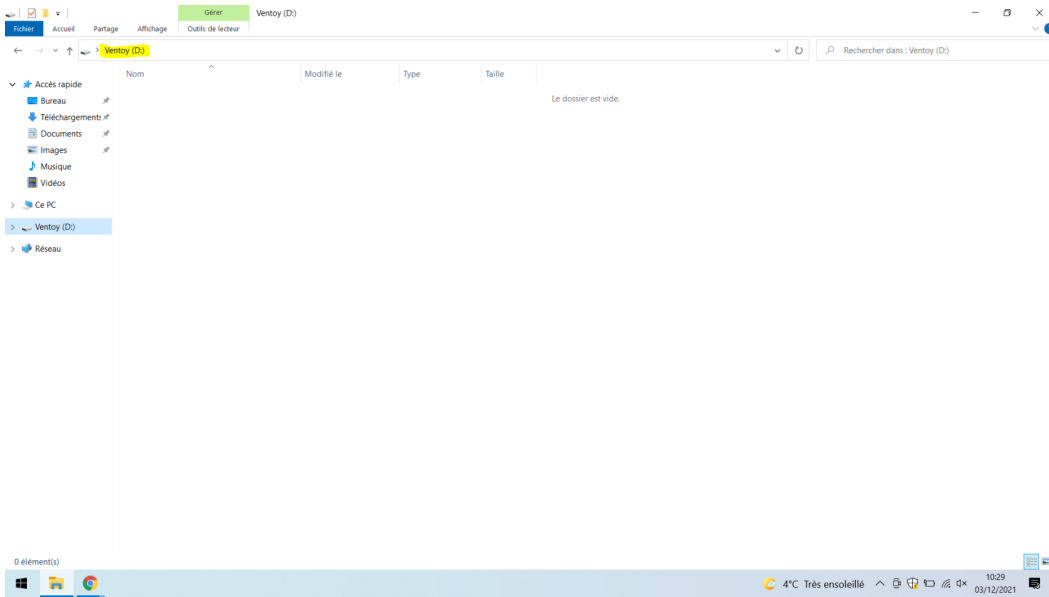 Gérer
Ventoy (D:)
Fichier
Accueil
Partage
Affichage
Outils de lecteur
Ventoy (D:)
Rechercher dans : Ventoy (D:)
Nom
Modifié le
Type
Taille
Accès rapide
Le dossier est vide.
Bureau
Téléchargements
Documents
Images
Musique
Vidéos
Ce PC
Ventoy (D:)
Réseau
0 élément(s)
4°C Très ensoleillé
10:29
03/12/2021